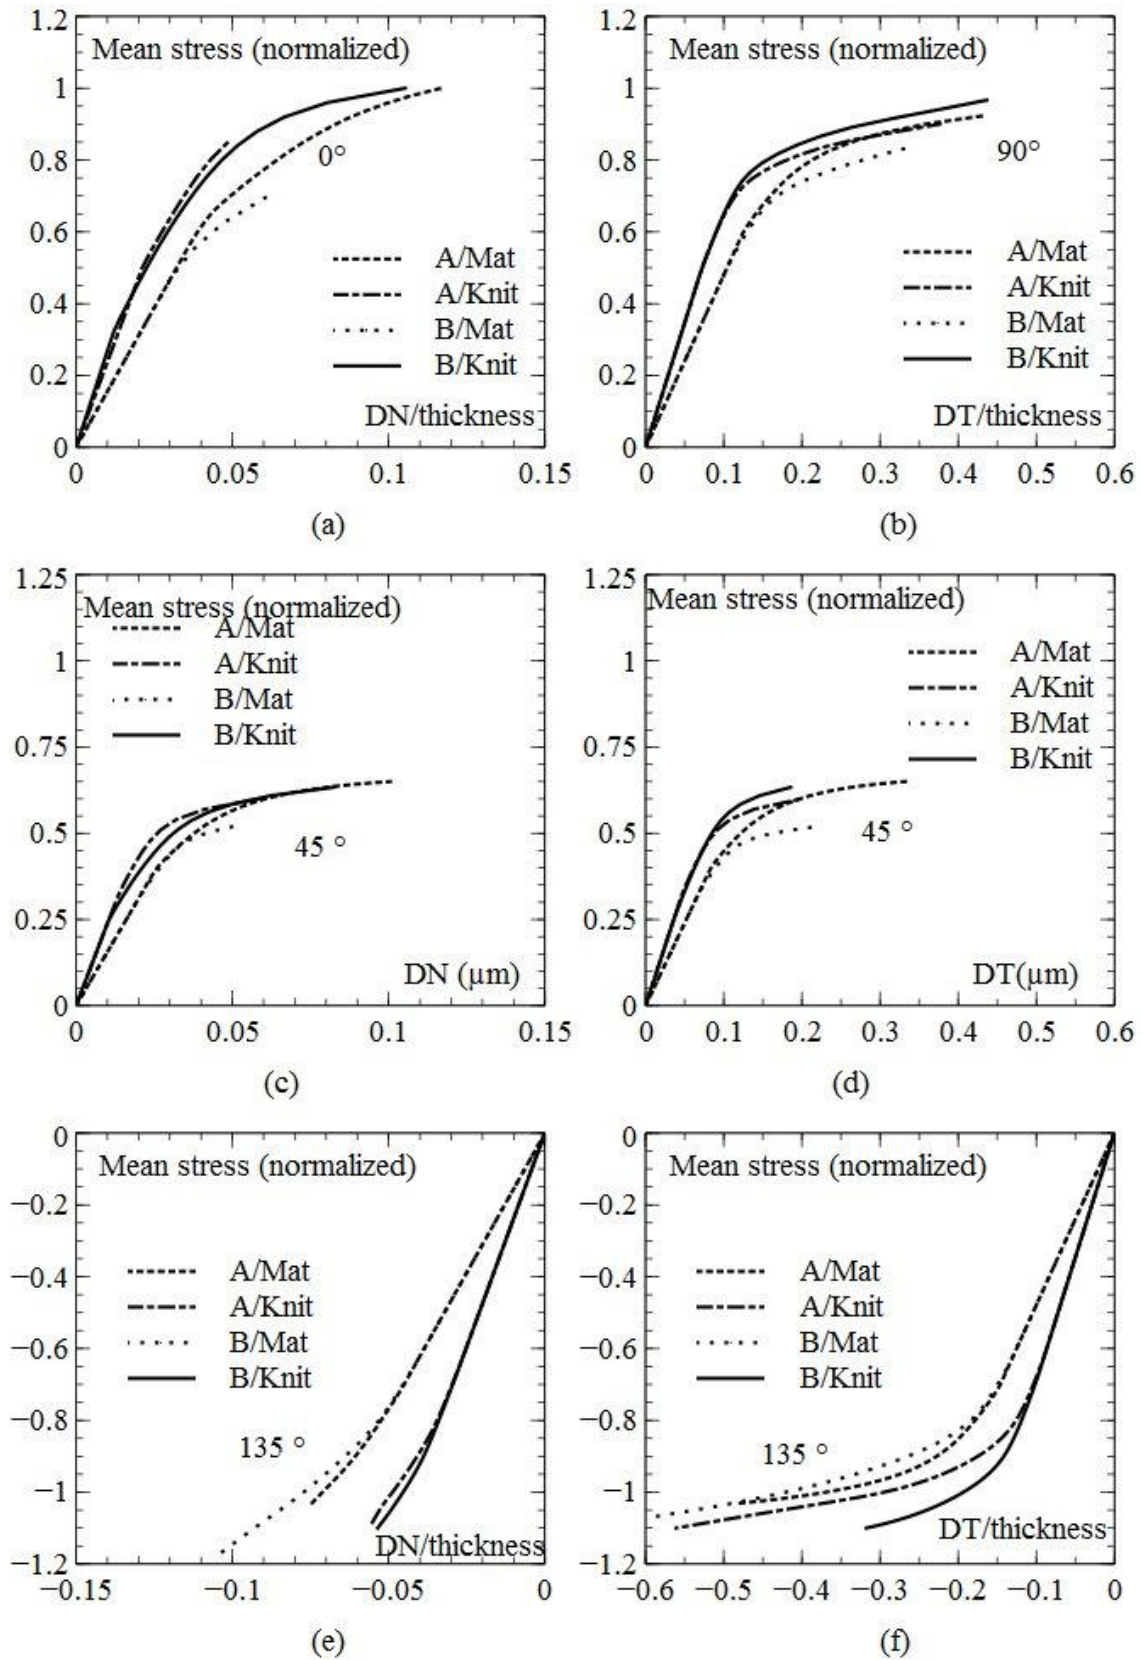 1.2
Mean stress (normalized)
1
0.8
0°
0.6
A/Mat
A/Knit
0.4
B/Mat
B/Knit
0.2
DN/thickness
0
0 0.05 0.1 0.15
(a)
1.2
Mean stress (normalized)
1
0.8
90°
0.6
A/Mat
A/Knit
0.4
B/Mat
B/Knit
0.2
DT/thickness
0
0 0.1 0.2 0.3 0.4 0.5 0.6
(b)
1.25
Mean stress (normalized)
A/Mat
1
A/Knit
B/Mat
0.75
B/Knit
0.5
45 °
0.25
DN (µm)
0
0 0.05 0.1 0.15
(c)
1.25
Mean stress (normalized)
A/Mat
1
A/Knit
B/Mat
0.75
B/Knit
0.5
45 °
0.25
DT(µm)
0
0 0.1 0.2 0.3 0.4 0.5 0.6
(d)
0
Mean stress (normalized)
−0.2
A/Mat
−0.4
A/Knit
B/Mat
−0.6
B/Knit
−0.8
135 °
−1
DN/thickness
−1.2
−0.15 −0.1 −0.05 0
(e)
0
Mean stress (normalized)
−0.2
A/Mat
−0.4
A/Knit
B/Mat
−0.6
B/Knit
−0.8
135 °
−1
DT/thickness
−1.2
−0.6 −0.5 −0.4 −0.3 −0.2 −0.1 0
(f)